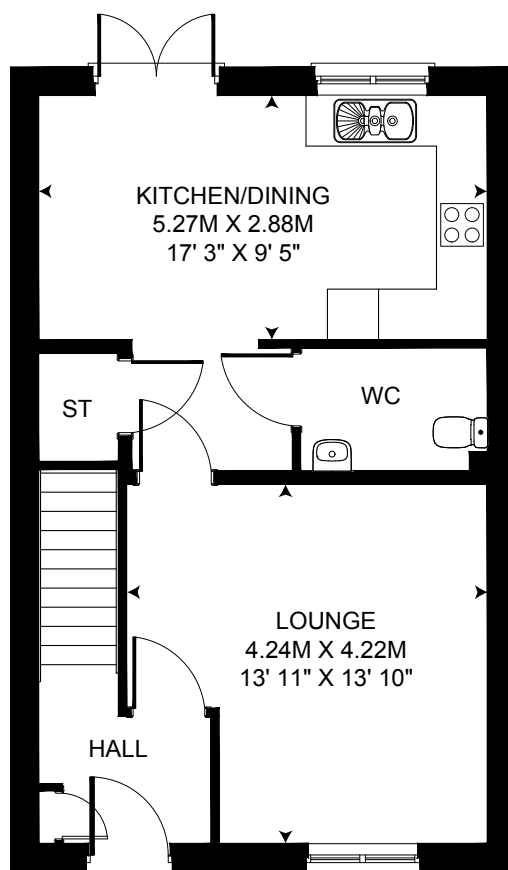 KITCHEN/DINING
5.27M X 2.88M
17' 3" X 9' 5"
ST
WC
LOUNGE
4.24M X 4.22M
13' 11" X 13' 10"
HALL